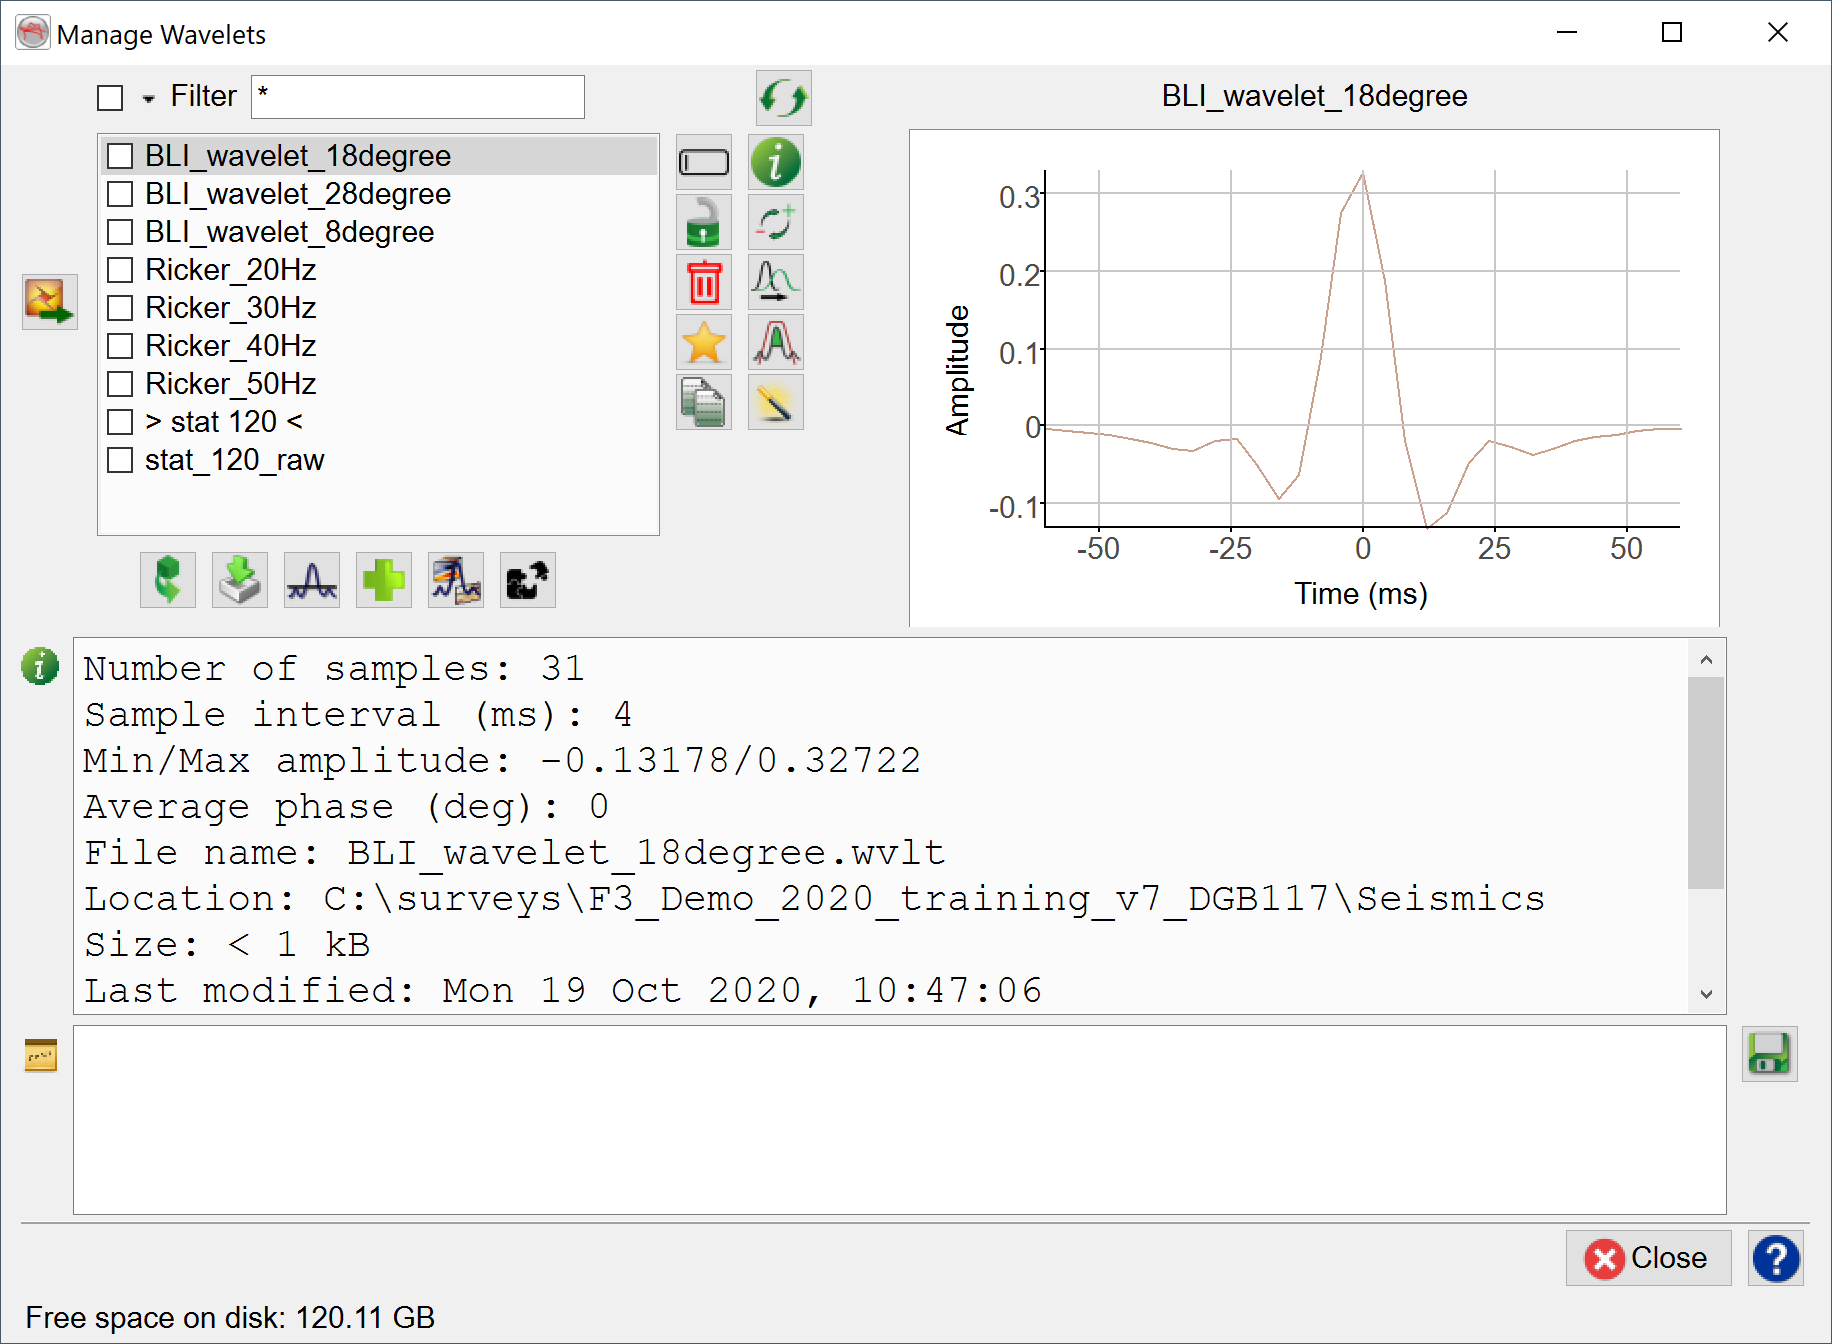 Manage Wavelets
Filter *
BLI_wavelet_18degree
BLI_wavelet_28degree
BLI_wavelet_8degree
Ricker_20Hz
Ricker_30Hz
Ricker_40Hz
Ricker_50Hz
> stat 120 <
stat_120_raw
BLI_wavelet_18degree
Amplitude
0.3
0.2
0.1
0
-0.1
-50 -25 0 25 50
Time (ms)
Number of samples: 31
Sample interval (ms): 4
Min/Max amplitude: -0.13178/0.32722
Average phase (deg): 0
File name: BLI_wavelet_18degree.wvlt
Location: C:\surveys\F3_Demo_2020_training_v7_DGB117\Seismics
Size: < 1 kB
Last modified: Mon 19 Oct 2020, 10:47:06
Close
Free space on disk: 120.11 GB